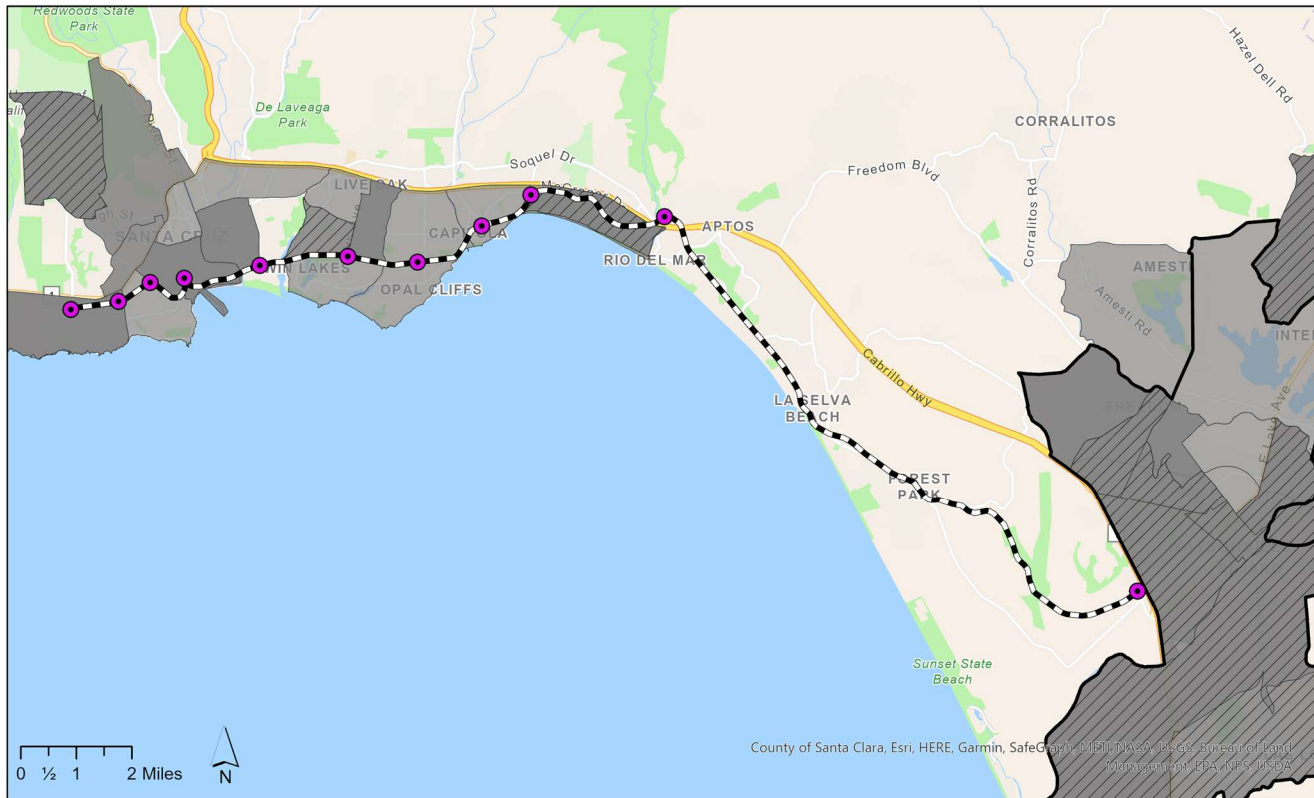 Redwoods State
Park
De Laveaga
Park
Hazel Dell Rd
CORRALITOS
Soquel Dr
Freedom Blvd
LIVE OAK
Corralitos Rd
SANTA CRUZ
CAPITOLA
APTOS
RIO DEL MAR
TWIN LAKES
OPAL CLIFFS
AMESTI
Amesti Rd
1
Cabrillo Hwy
LA SELVA
BEACH
E Lake Ave
FOREST
PARK
Sunset State
Beach
0 ½ 1 2 Miles
N
County of Santa Clara, Esri, HERE, Garmin, SafeGraph, METI/NASA, USGS, Bureau of Land
Management, EPA, NPS, USDA